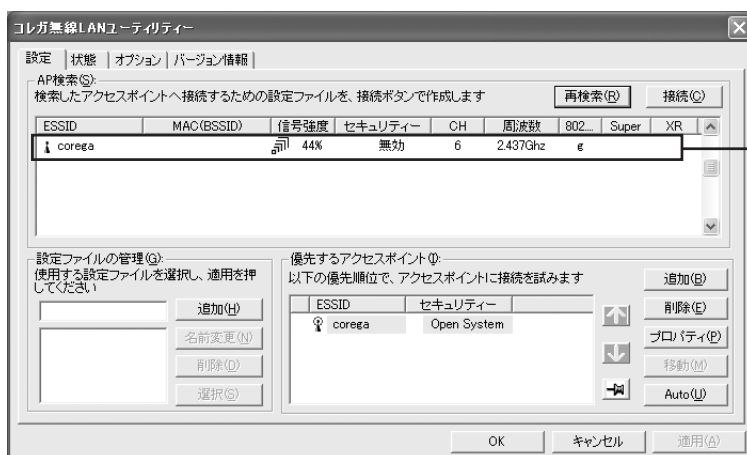 コレガ無線LANユーティリティー
設定 状態 オプション バージョン情報
AP検索(S):
検索したアクセスポイントへ接続するための設定ファイルを、接続ボタンで作成します
再検索(R) 接続(C)
ESSID MAC(BSSID) 信号強度 セキュリティー CH 周波数 802... Super XR
corega 44% 無効 6 2.437Ghz g
設定ファイルの管理(G):
使用する設定ファイルを選択し、適用を押
してください
追加(H)
名前変更(N)
削除(D)
選択(S)
優先するアクセスポイント(I):
以下の優先順位で、アクセスポイントに接続を試みます
ESSID セキュリティー
corega Open System
追加(B)
削除(E)
プロパティ(P)
移動(M)
Auto(U)
OK キャンセル 適用(A)